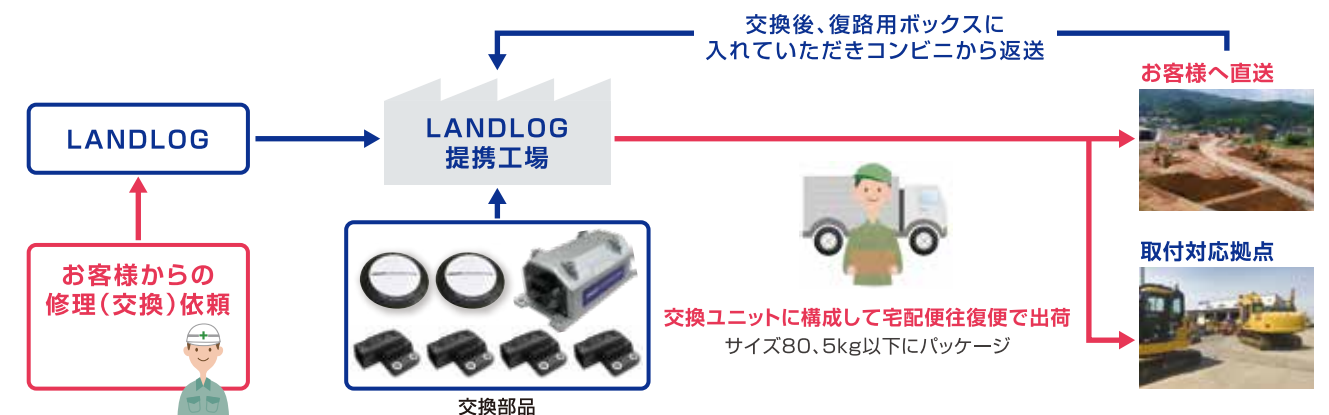 交換後、復路用ボックスに
入れていただきコンビニから返送
お客様へ直送
LANDLOG
LANDLOG
提携工場
お客様からの
修理(交換)依頼
取付対応拠点
交換ユニットに構成して宅配便往復便で出荷
サイズ80、5kg以下にパッケージ
交換部品